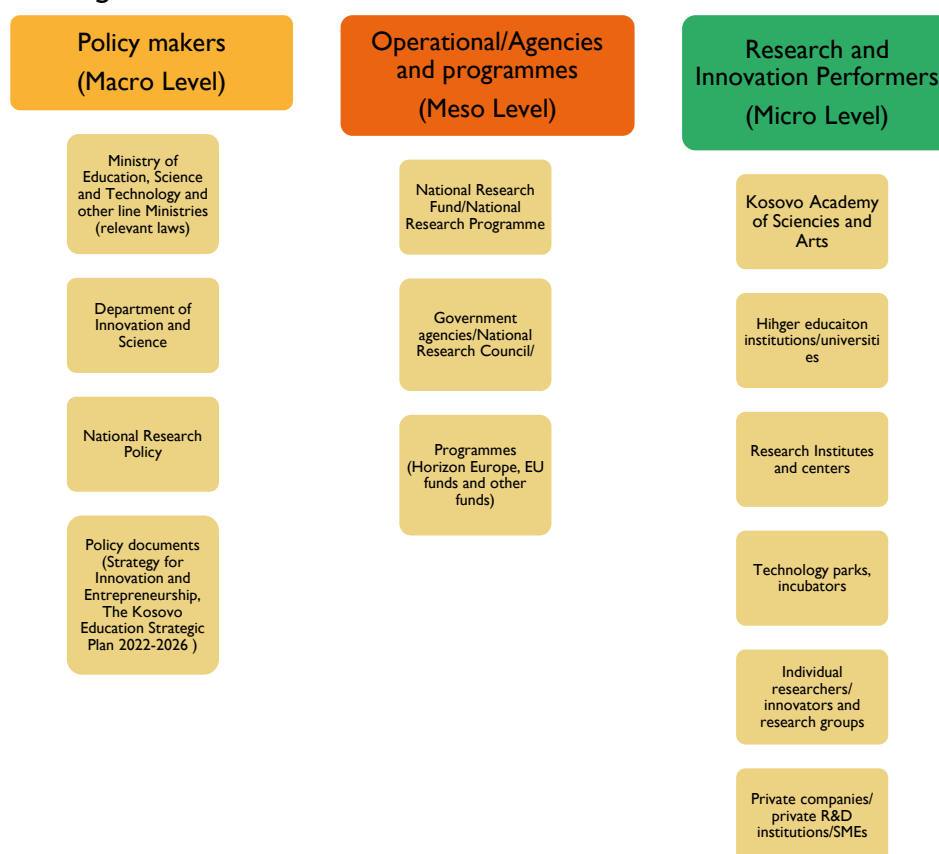 Policy makers
(Macro Level)
Ministry of
Education, Science
and Technology and
other line Ministries
(relevant laws)
Department of
Innovation and
Science
National Research
Policy
Policy documents
(Strategy for
Innovation and
Entrepreneurship,
The Kosovo
Education Strategic
Plan 2022-2026 )
Operational/Agencies
and programmes
(Meso Level)
National Research
Fund/National
Research Programme
Government
agencies/National
Research Council/
Programmes
(Horizon Europe, EU
funds and other
funds)
Research and
Innovation Performers
(Micro Level)
Kosovo Academy
of Sciences and
Arts
Hihger educaiton
institutions/universiti
es
Research Institutes
and centers
Technology parks,
incubators
Individual
researchers/
innovators and
research groups
Private companies/
private R&D
institutions/SMEs